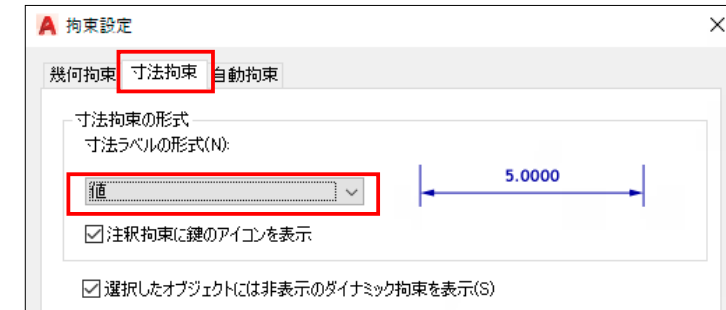 拘束設定
幾何拘束 寸法拘束 自動拘束
寸法拘束の形式
寸法ラベルの形式(N):
値
5.0000
注釈拘束に鍵のアイコンを表示
選択したオブジェクトには非表示のダイナミック拘束を表示(S)